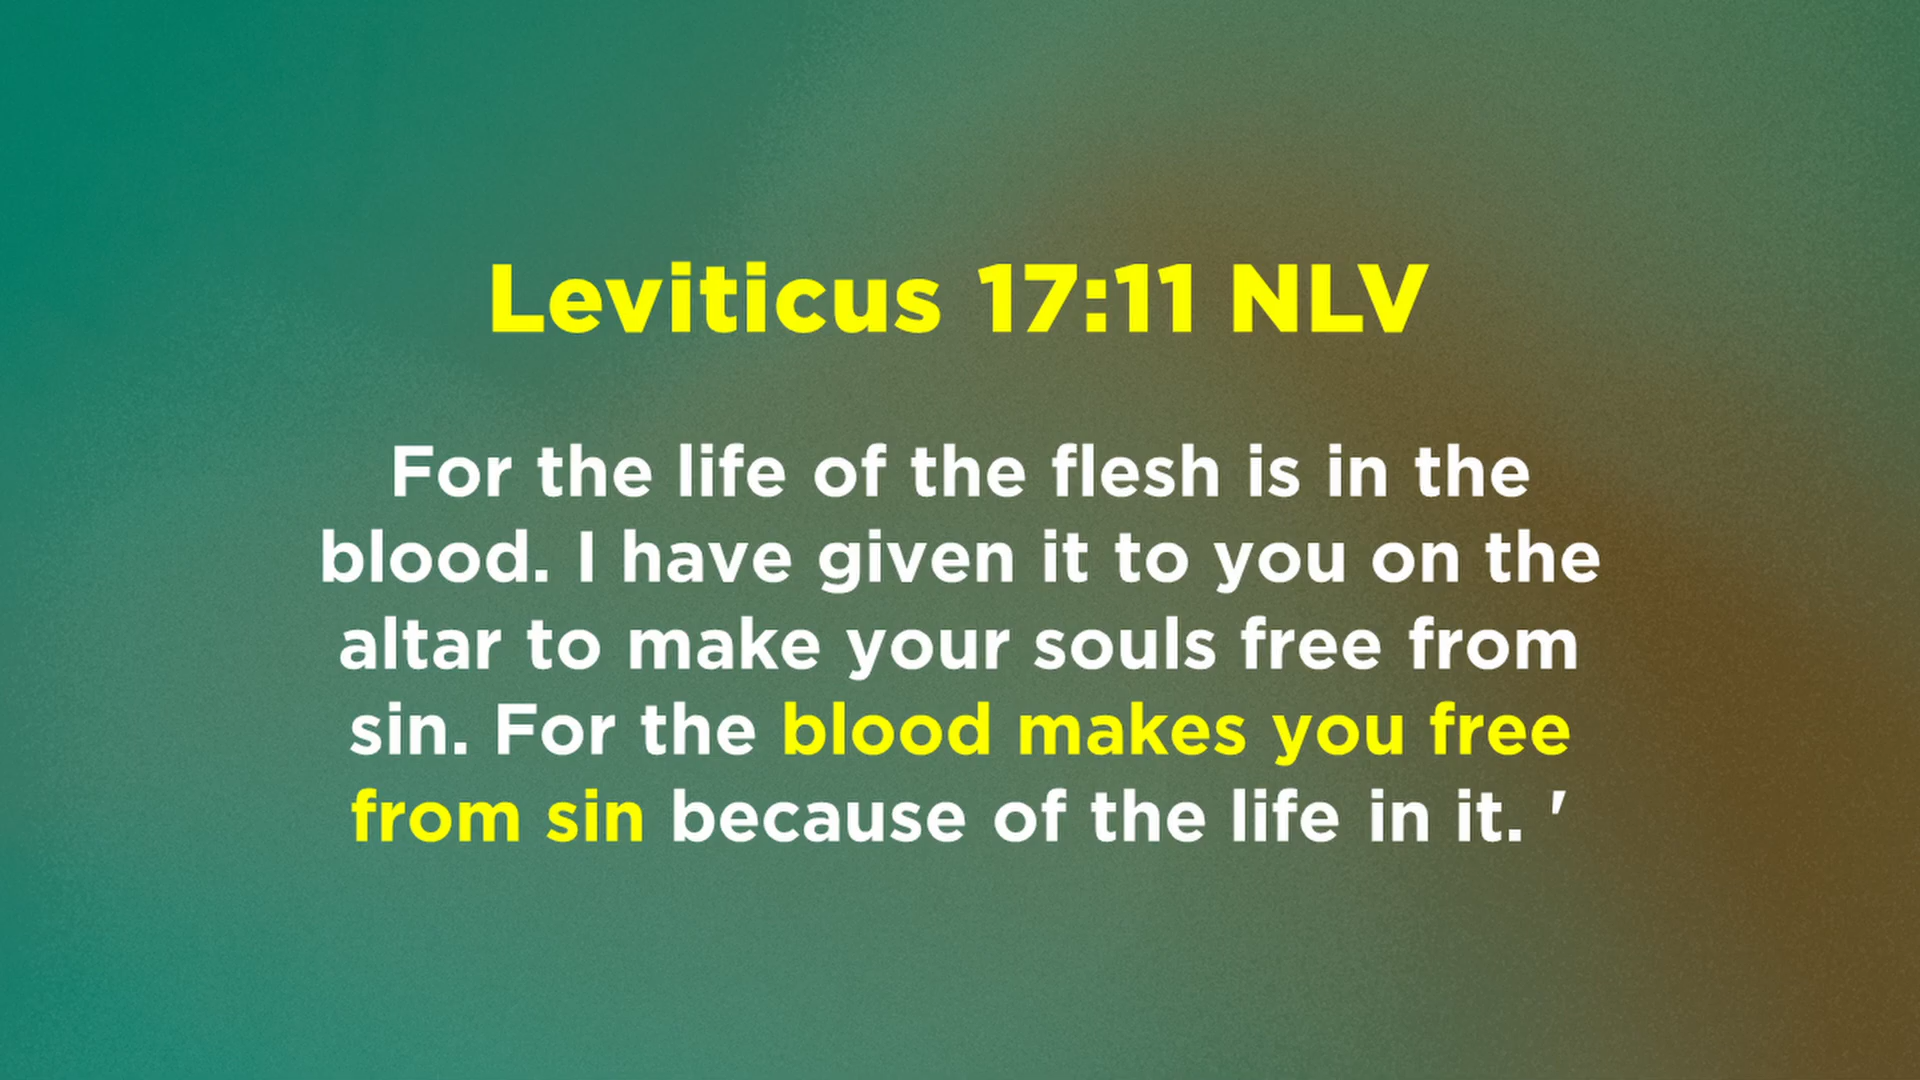 Leviticus 17:11 NLV
For the life of the flesh is in the
blood. I have given it to you on the
altar to make your souls free from
sin. For the blood makes you free
from sin because of the life in it. '